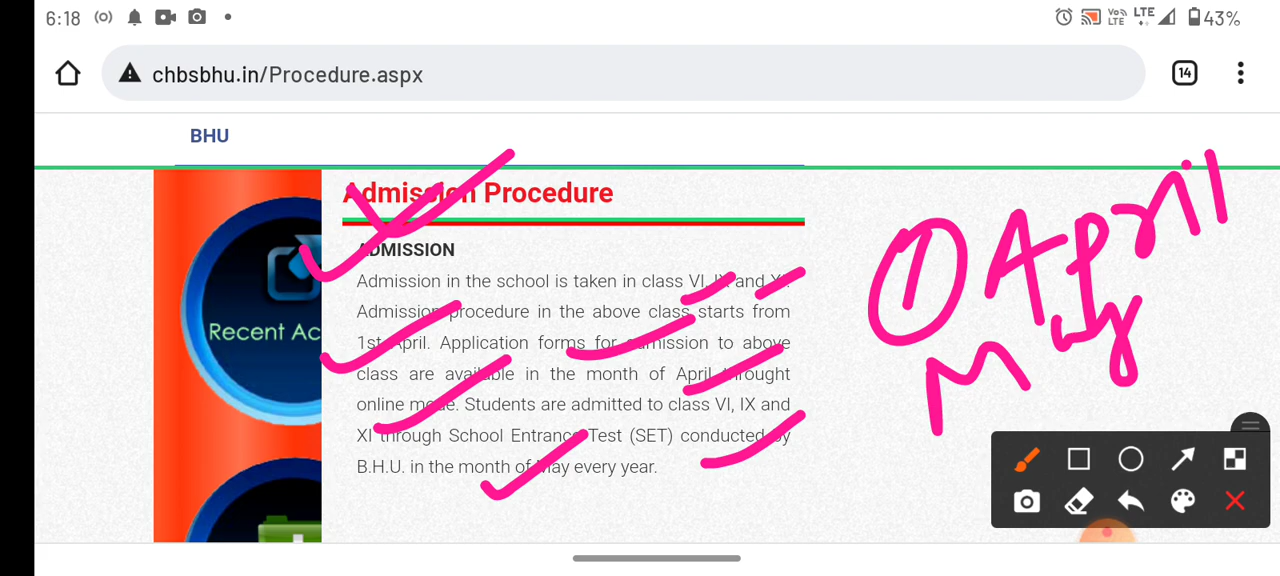 6:18
VoLTE LTE 43%
chbsbhu.in/Procedure.aspx
14
BHU
Admission Procedure
ADMISSION
Admission in the school is taken in class VI, IX and XI.
Admission procedure in the above class starts from
1st April. Application forms for admission to above
class are available in the month of April throught
online mode. Students are admitted to class VI, IX and
XI through School Entrance Test (SET) conducted by
B.H.U. in the month of May every year.
Recent Ac
① April
May